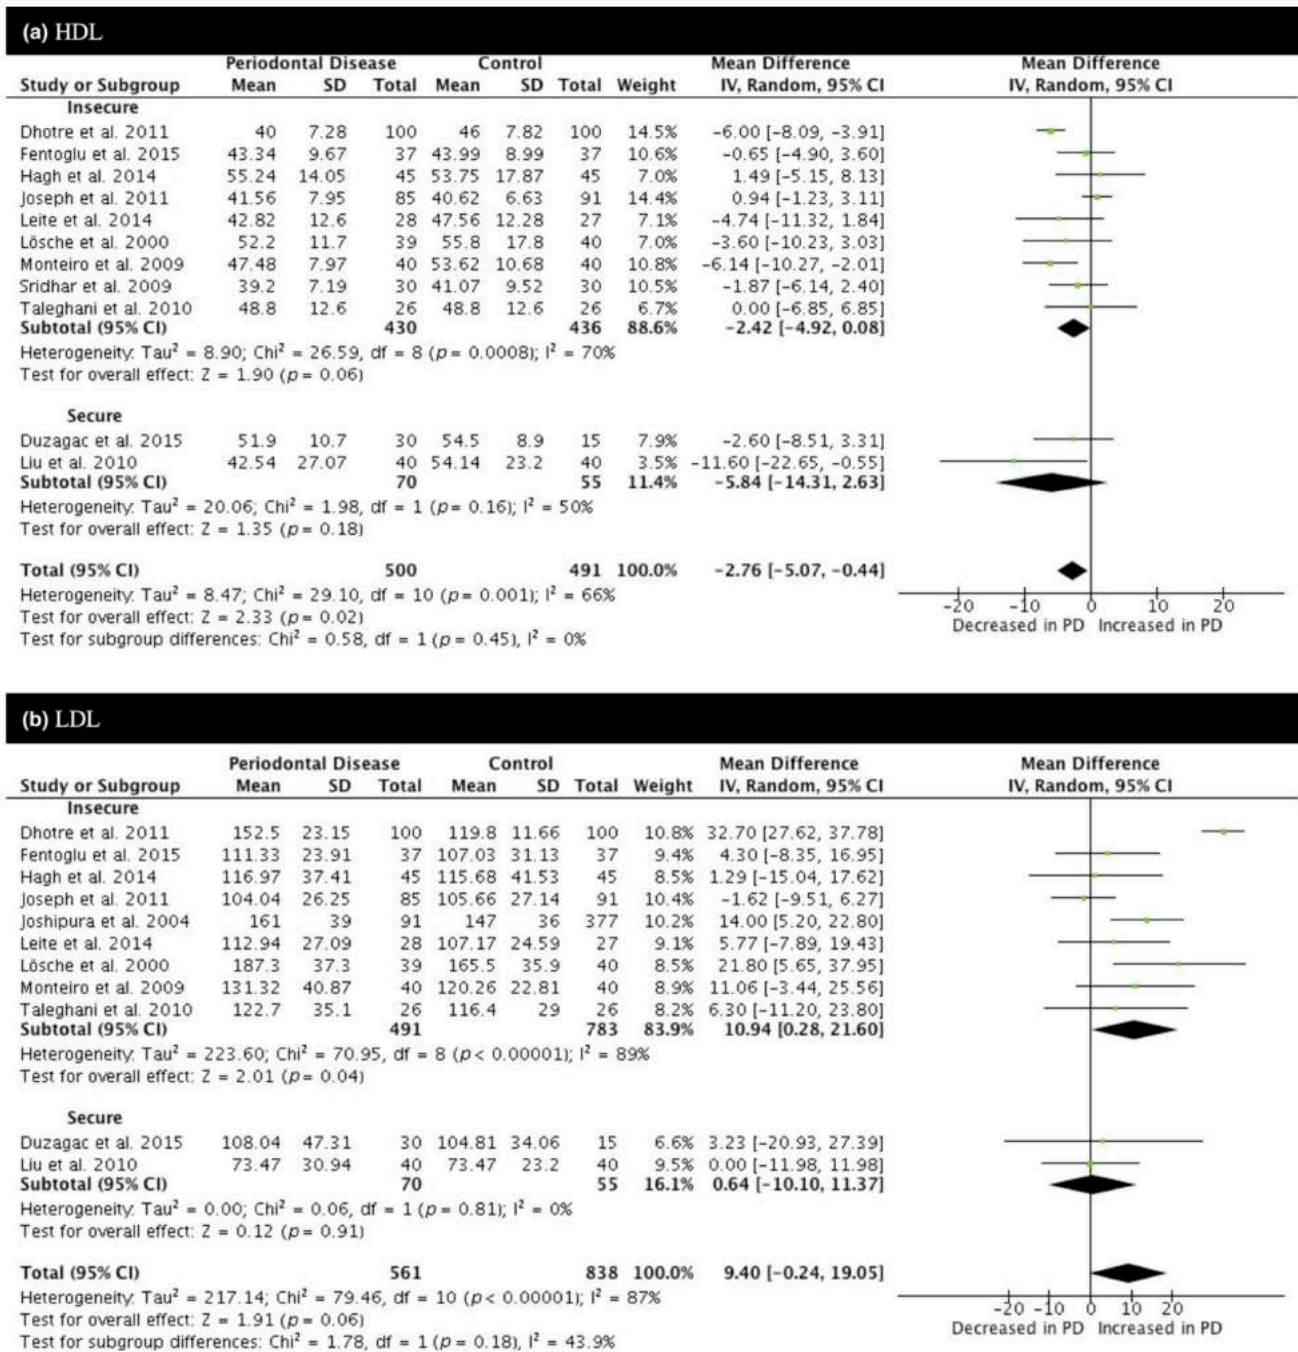 (a) HDL
Periodontal Disease Control Mean Difference Mean Difference
Study or Subgroup Mean SD Total Mean SD Total Weight IV, Random, 95% CI IV, Random, 95% CI
Insecure
Dhotre et al. 2011 40 7.28 100 46 7.82 100 14.5% −6.00 [−8.09, −3.91]
Fentoglu et al. 2015 43.34 9.67 37 43.99 8.99 37 10.6% −0.65 [−4.90, 3.60]
Hagh et al. 2014 55.24 14.05 45 53.75 17.87 45 7.0% 1.49 [−5.15, 8.13]
Joseph et al. 2011 41.56 7.95 85 40.62 6.63 91 14.4% 0.94 [−1.23, 3.11]
Leite et al. 2014 42.82 12.6 28 47.56 12.28 27 7.1% −4.74 [−11.32, 1.84]
Lösche et al. 2000 52.2 11.7 39 55.8 17.8 40 7.0% −3.60 [−10.23, 3.03]
Monteiro et al. 2009 47.48 7.97 40 53.62 10.68 40 10.8% −6.14 [−10.27, −2.01]
Sridhar et al. 2009 39.2 7.19 30 41.07 9.52 30 10.5% −1.87 [−6.14, 2.40]
Taleghani et al. 2010 48.8 12.6 26 48.8 12.6 26 6.7% 0.00 [−6.85, 6.85]
Subtotal (95% CI) 430 436 88.6% −2.42 [−4.92, 0.08]
Heterogeneity: Tau² = 8.90; Chi² = 26.59, df = 8 (p = 0.0008); I² = 70%
Test for overall effect: Z = 1.90 (p = 0.06)
Secure
Duzagac et al. 2015 51.9 10.7 30 54.5 8.9 15 7.9% −2.60 [−8.51, 3.31]
Liu et al. 2010 42.54 27.07 40 54.14 23.2 40 3.5% −11.60 [−22.65, −0.55]
Subtotal (95% CI) 70 55 11.4% −5.84 [−14.31, 2.63]
Heterogeneity: Tau² = 20.06; Chi² = 1.98, df = 1 (p = 0.16); I² = 50%
Test for overall effect: Z = 1.35 (p = 0.18)
Total (95% CI) 500 491 100.0% −2.76 [−5.07, −0.44]
Heterogeneity: Tau² = 8.47; Chi² = 29.10, df = 10 (p = 0.001); I² = 66%
Test for overall effect: Z = 2.33 (p = 0.02)
Test for subgroup differences: Chi² = 0.58, df = 1 (p = 0.45), I² = 0%
−20 −10 0 10 20
Decreased in PD Increased in PD
(b) LDL
Periodontal Disease Control Mean Difference Mean Difference
Study or Subgroup Mean SD Total Mean SD Total Weight IV, Random, 95% CI IV, Random, 95% CI
Insecure
Dhotre et al. 2011 152.5 23.15 100 119.8 11.66 100 10.8% 32.70 [27.62, 37.78]
Fentoglu et al. 2015 111.33 23.91 37 107.03 31.13 37 9.4% 4.30 [−8.35, 16.95]
Hagh et al. 2014 116.97 37.41 45 115.68 41.53 45 8.5% 1.29 [−15.04, 17.62]
Joseph et al. 2011 104.04 26.25 85 105.66 27.14 91 10.4% −1.62 [−9.51, 6.27]
Joshipura et al. 2004 161 39 91 147 36 377 10.2% 14.00 [5.20, 22.80]
Leite et al. 2014 112.94 27.09 28 107.17 24.59 27 9.1% 5.77 [−7.89, 19.43]
Lösche et al. 2000 187.3 37.3 39 165.5 35.9 40 8.5% 21.80 [5.65, 37.95]
Monteiro et al. 2009 131.32 40.87 40 120.26 22.81 40 8.9% 11.06 [−3.44, 25.56]
Taleghani et al. 2010 122.7 35.1 26 116.4 29 26 8.2% 6.30 [−11.20, 23.80]
Subtotal (95% CI) 491 783 83.9% 10.94 [0.28, 21.60]
Heterogeneity: Tau² = 223.60; Chi² = 70.95, df = 8 (p < 0.00001); I² = 89%
Test for overall effect: Z = 2.01 (p = 0.04)
Secure
Duzagac et al. 2015 108.04 47.31 30 104.81 34.06 15 6.6% 3.23 [−20.93, 27.39]
Liu et al. 2010 73.47 30.94 40 73.47 23.2 40 9.5% 0.00 [−11.98, 11.98]
Subtotal (95% CI) 70 55 16.1% 0.64 [−10.10, 11.37]
Heterogeneity: Tau² = 0.00; Chi² = 0.06, df = 1 (p = 0.81); I² = 0%
Test for overall effect: Z = 0.12 (p = 0.91)
Total (95% CI) 561 838 100.0% 9.40 [−0.24, 19.05]
Heterogeneity: Tau² = 217.14; Chi² = 79.46, df = 10 (p < 0.00001); I² = 87%
Test for overall effect: Z = 1.91 (p = 0.06)
Test for subgroup differences: Chi² = 1.78, df = 1 (p = 0.18), I² = 43.9%
−20 −10 0 10 20
Decreased in PD Increased in PD